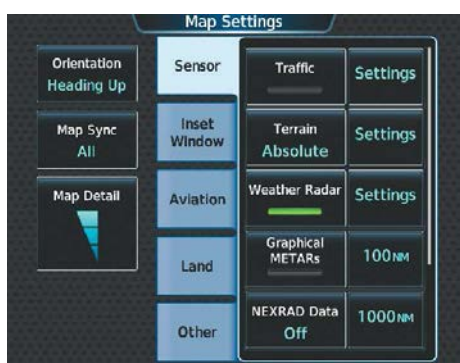 Map Settings
Orientation
Heading Up
Map Sync
All
Map Detail
Sensor
Inset
Window
Aviation
Land
Other
Traffic
Settings
Terrain
Absolute
Settings
Weather Radar
Settings
Graphical
METARs
100NM
NEXRAD Data
Off
1000NM